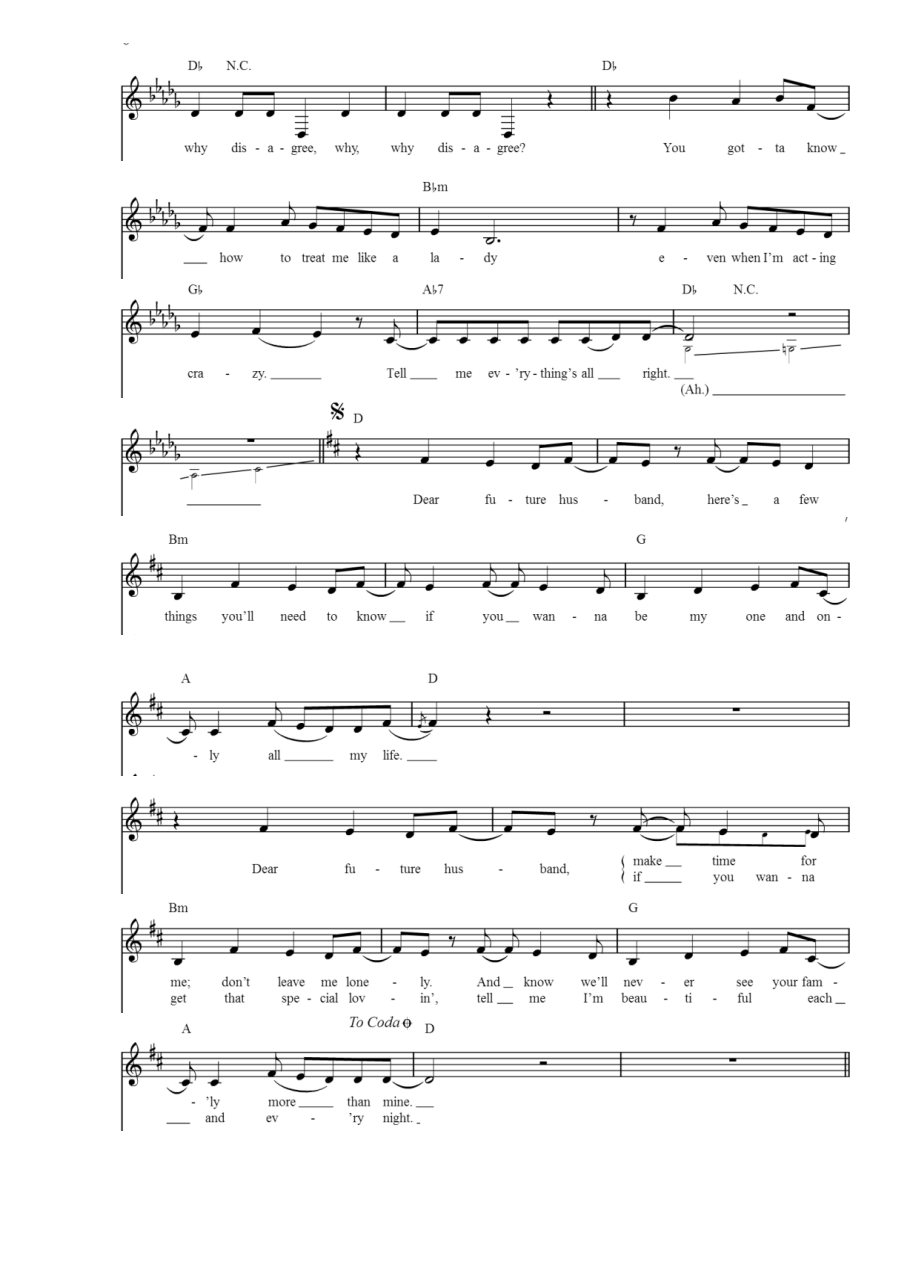 D♭ N.C. D♭
why dis - a - gree, why, why dis - a - gree? You got - ta know
B♭m
how to treat me like a la - dy e - ven when I'm act - ing
G♭ A♭7 D♭ N.C.
cra - zy. Tell me ev - 'ry - thing's all right.
(Ah.)
D
Dear fu - ture hus - band, here's a few
Bm G
things you'll need to know if you wan - na be my one and on -
A D
- ly all my life.
Dear fu - ture hus - band, make time for
if you wan - na
Bm G
me; don't leave me lone - ly. And know we'll nev - er see your fam -
get that spe - cial lov - in', tell me I'm beau - ti - ful each
To Coda
A D
- 'ly more than mine.
and ev - 'ry night.